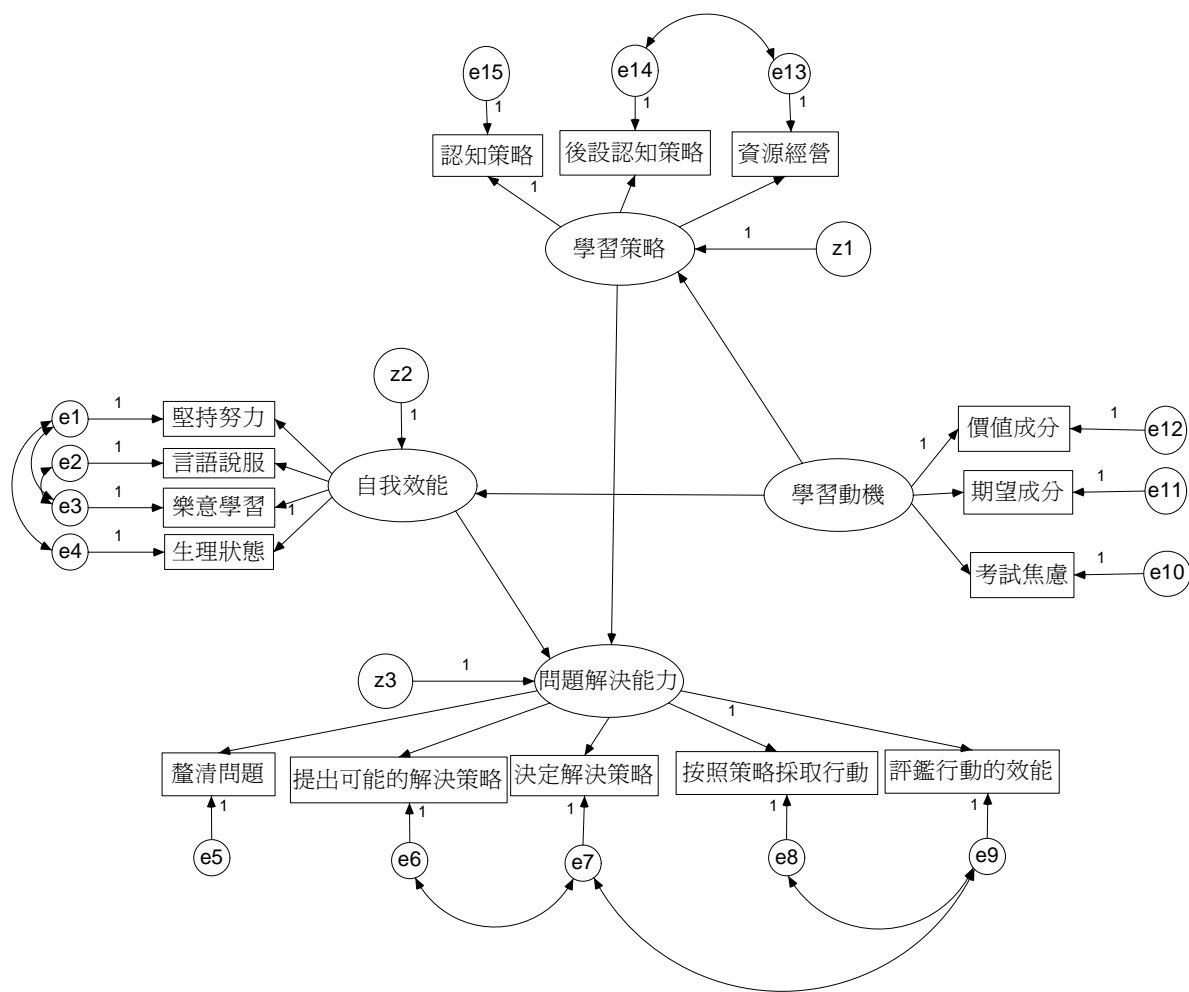 e15
e14
e13
1
1
1
認知策略
後設認知策略
資源經營
1
學習策略
1
z1
z2
1
e1
1
堅持努力
e2
1
言語說服
e3
1
樂意學習
1
e4
1
生理狀態
自我效能
學習動機
1
價值成分
1
e12
期望成分
1
e11
考試焦慮
1
e10
z3
1
問題解決能力
1
釐清問題
提出可能的解決策略
決定解決策略
按照策略採取行動
評鑑行動的效能
1
1
1
1
1
e5
e6
e7
e8
e9